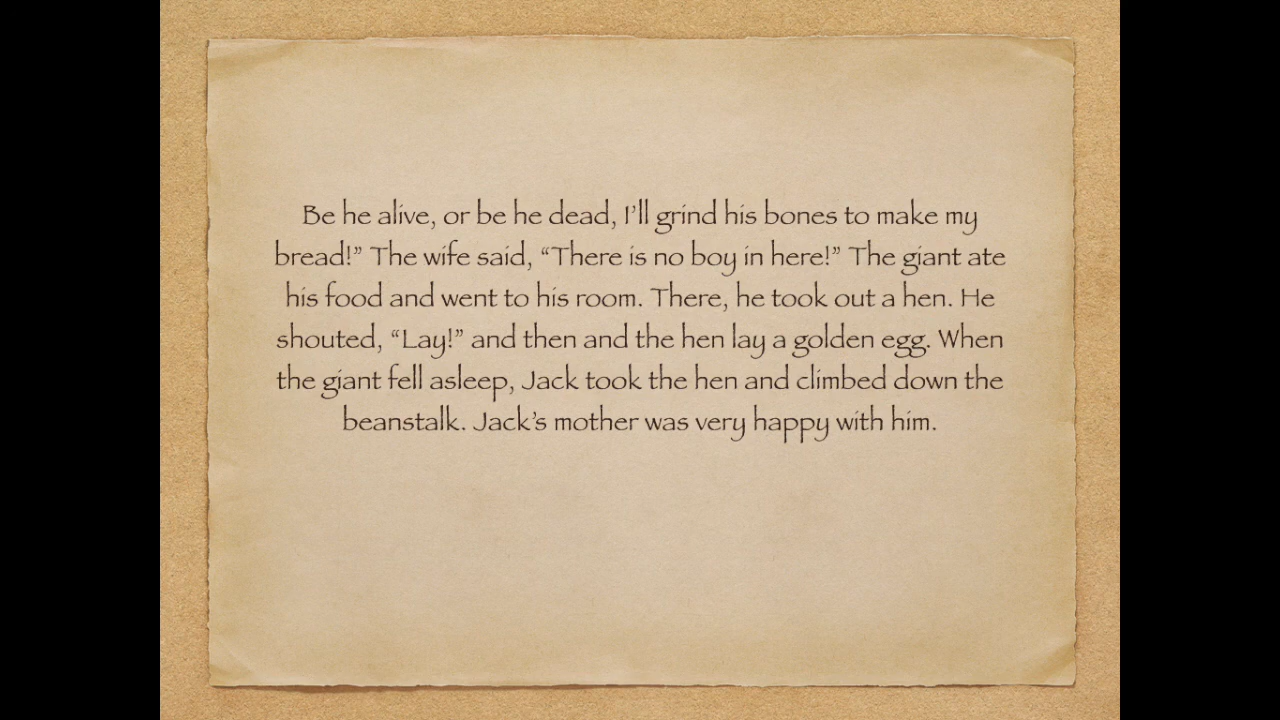 Be he alive, or be he dead, I’ll grind his bones to make my
bread!” The wife said, “There is no boy in here!” The giant ate
his food and went to his room. There, he took out a hen. He
shouted, “Lay!” and then and the hen lay a golden egg. When
the giant fell asleep, Jack took the hen and climbed down the
beanstalk. Jack’s mother was very happy with him.